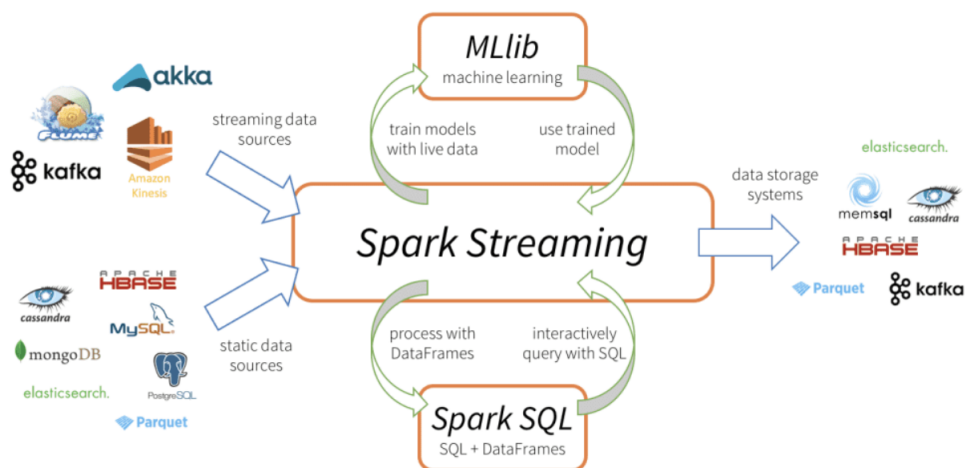 akka
FLUME
kafka
Amazon
Kinesis
streaming data
sources
MLlib
machine learning
train models
with live data
use trained
model
Spark Streaming
data storage
systems
elasticsearch.
memsql
cassandra
APACHE
HBASE
Parquet
kafka
APACHE
HBASE
cassandra
MySQL®
mongoDB
PostgreSQL
elasticsearch.
Parquet
static data
sources
process with
DataFrames
interactively
query with SQL
Spark SQL
SQL + DataFrames